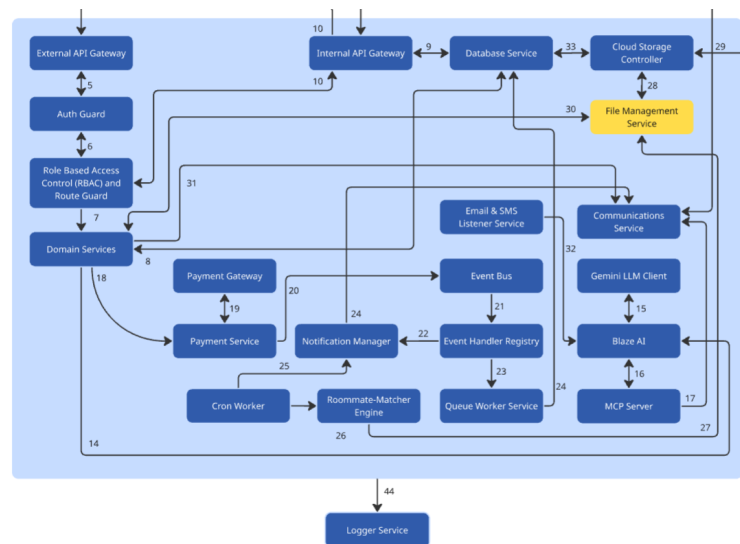 10
29
External API Gateway
Internal API Gateway
9
Database Service
33
Cloud Storage
Controller
5
10
28
Auth Guard
30
File Management
Service
6
Role Based Access
Control (RBAC) and
Route Guard
31
7
Email & SMS
Listener Service
Communications
Service
Domain Services
8
32
18
Payment Gateway
20
Event Bus
Gemini LLM Client
19
24
21
15
Payment Service
Notification Manager
22
Event Handler Registry
Blaze AI
25
23
24
16
Cron Worker
Roommate-Matcher
Engine
Queue Worker Service
MCP Server
17
26
27
14
44
Logger Service